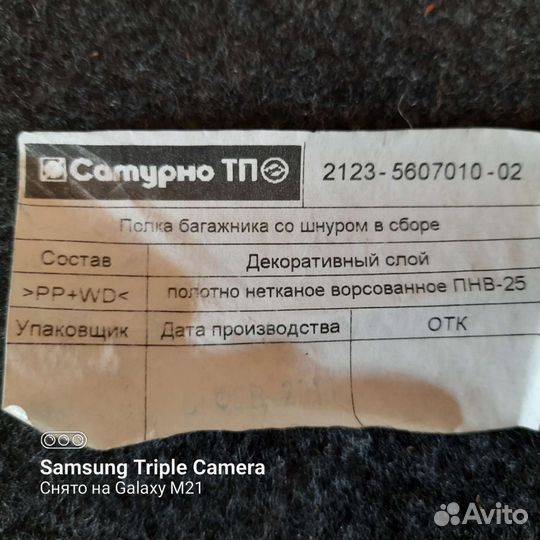 Сатурно ТП
2123-5607010-02
Полка багажника со шнуром в сборе
Состав
Декоративный слой
>PP+WD<
полотно нетканое ворсованное ПНВ-25
Упаковщик
Дата производства
ОТК
Samsung Triple Camera
Снято на Galaxy M21
Avito